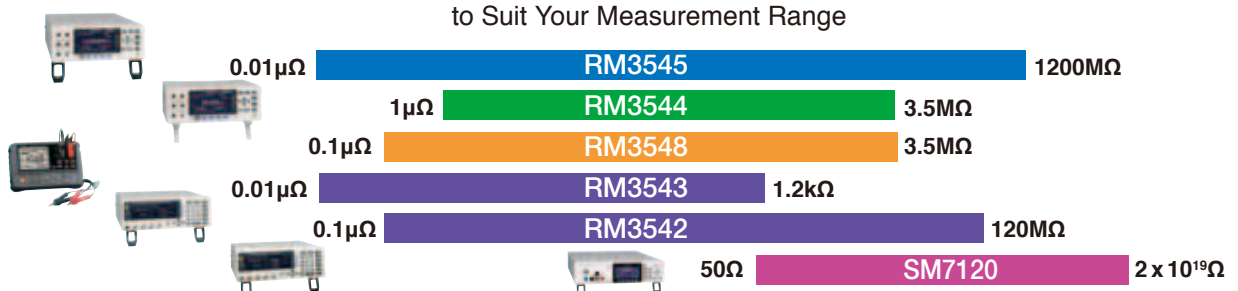 to Suit Your Measurement Range
0.01µΩ RM3545 1200MΩ
1µΩ RM3544 3.5MΩ
0.1µΩ RM3548 3.5MΩ
0.01µΩ RM3543 1.2kΩ
0.1µΩ RM3542 120MΩ
50Ω SM7120 2 x 10¹⁹Ω